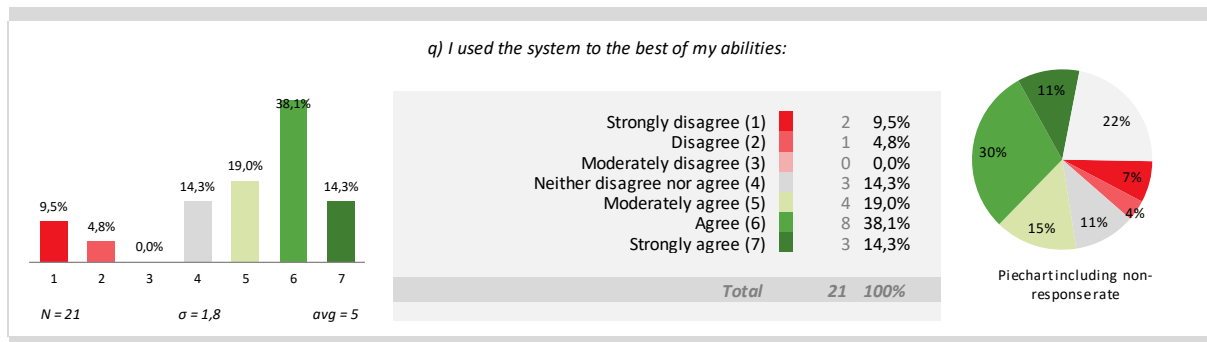 q) I used the system to the best of my abilities:
38,1%
19,0%
14,3%
14,3%
9,5%
4,8%
0,0%
1 2 3 4 5 6 7
N = 21 σ = 1,8 avg = 5
Strongly disagree (1) 2 9,5%
Disagree (2) 1 4,8%
Moderately disagree (3) 0 0,0%
Neither disagree nor agree (4) 3 14,3%
Moderately agree (5) 4 19,0%
Agree (6) 8 38,1%
Strongly agree (7) 3 14,3%
Total 21 100%
11%
22%
30%
7%
4%
11%
15%
Piechart including non-
response rate